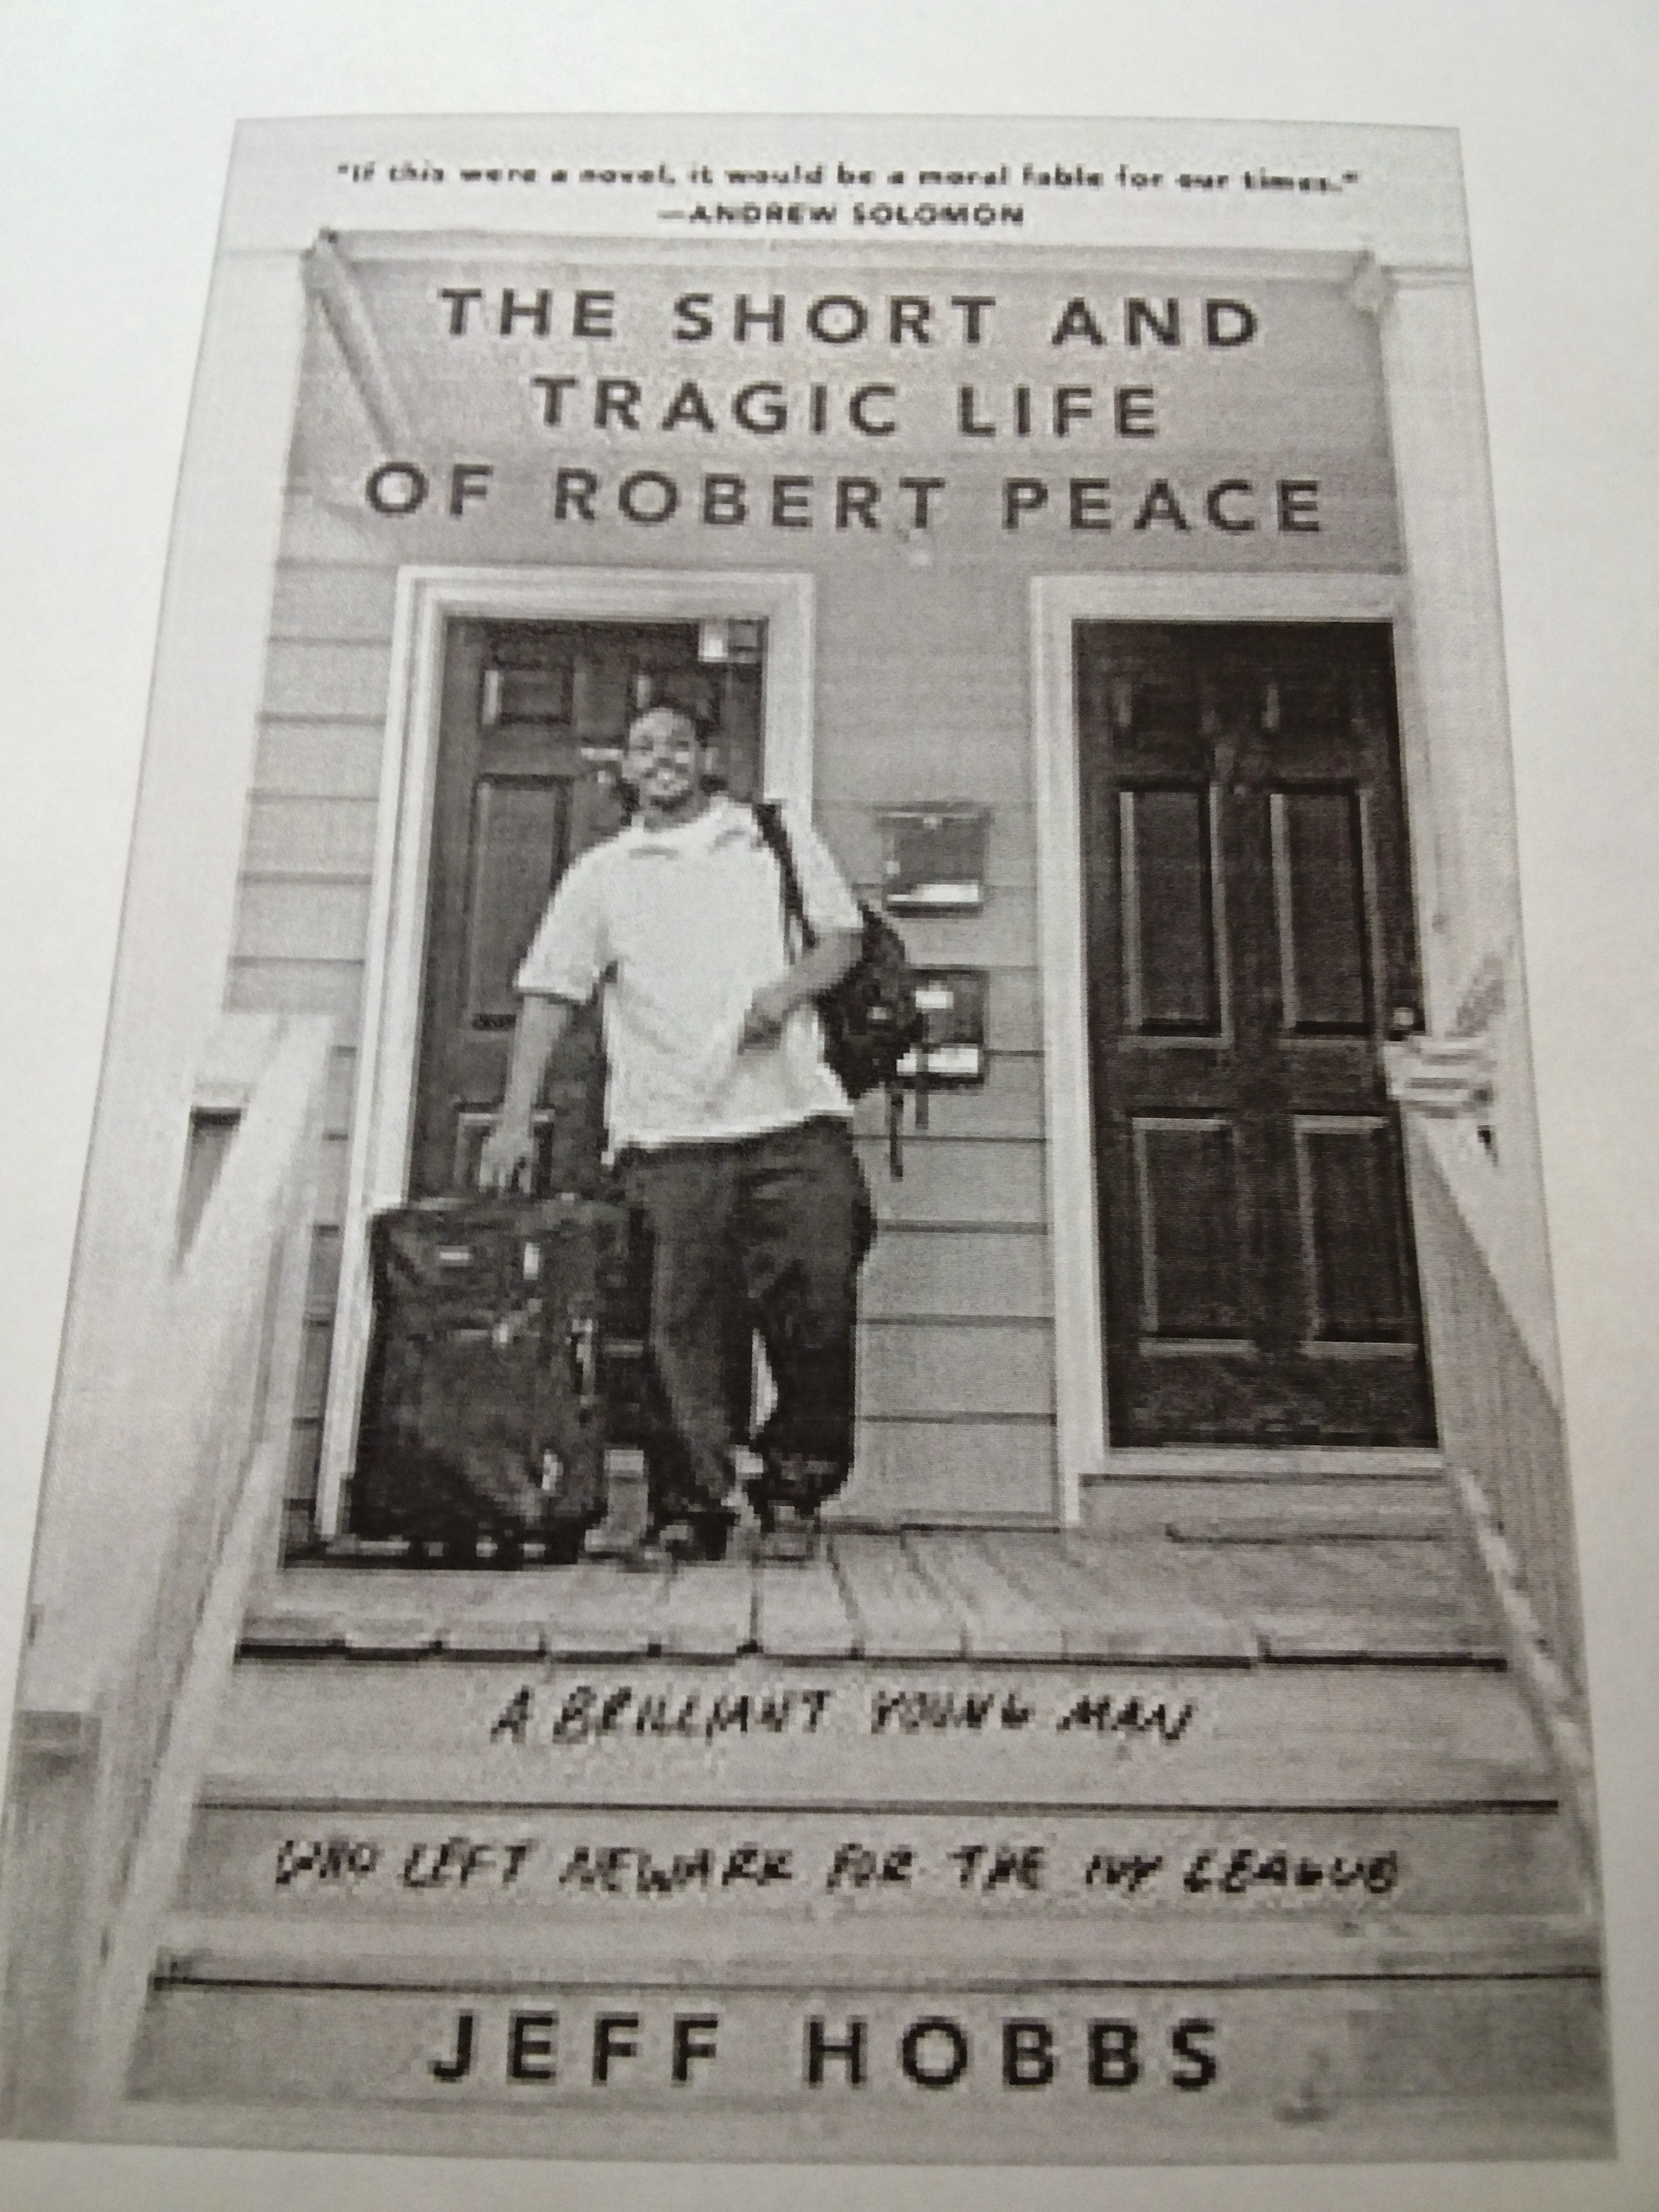 "If this were a novel, it would be a moral fable for our times."
—ANDREW SOLOMON
THE SHORT AND
TRAGIC LIFE
OF ROBERT PEACE
A BRILLIANT YOUNG MAN
WHO LEFT NEWARK FOR THE IVY LEAGUE
JEFF HOBBS